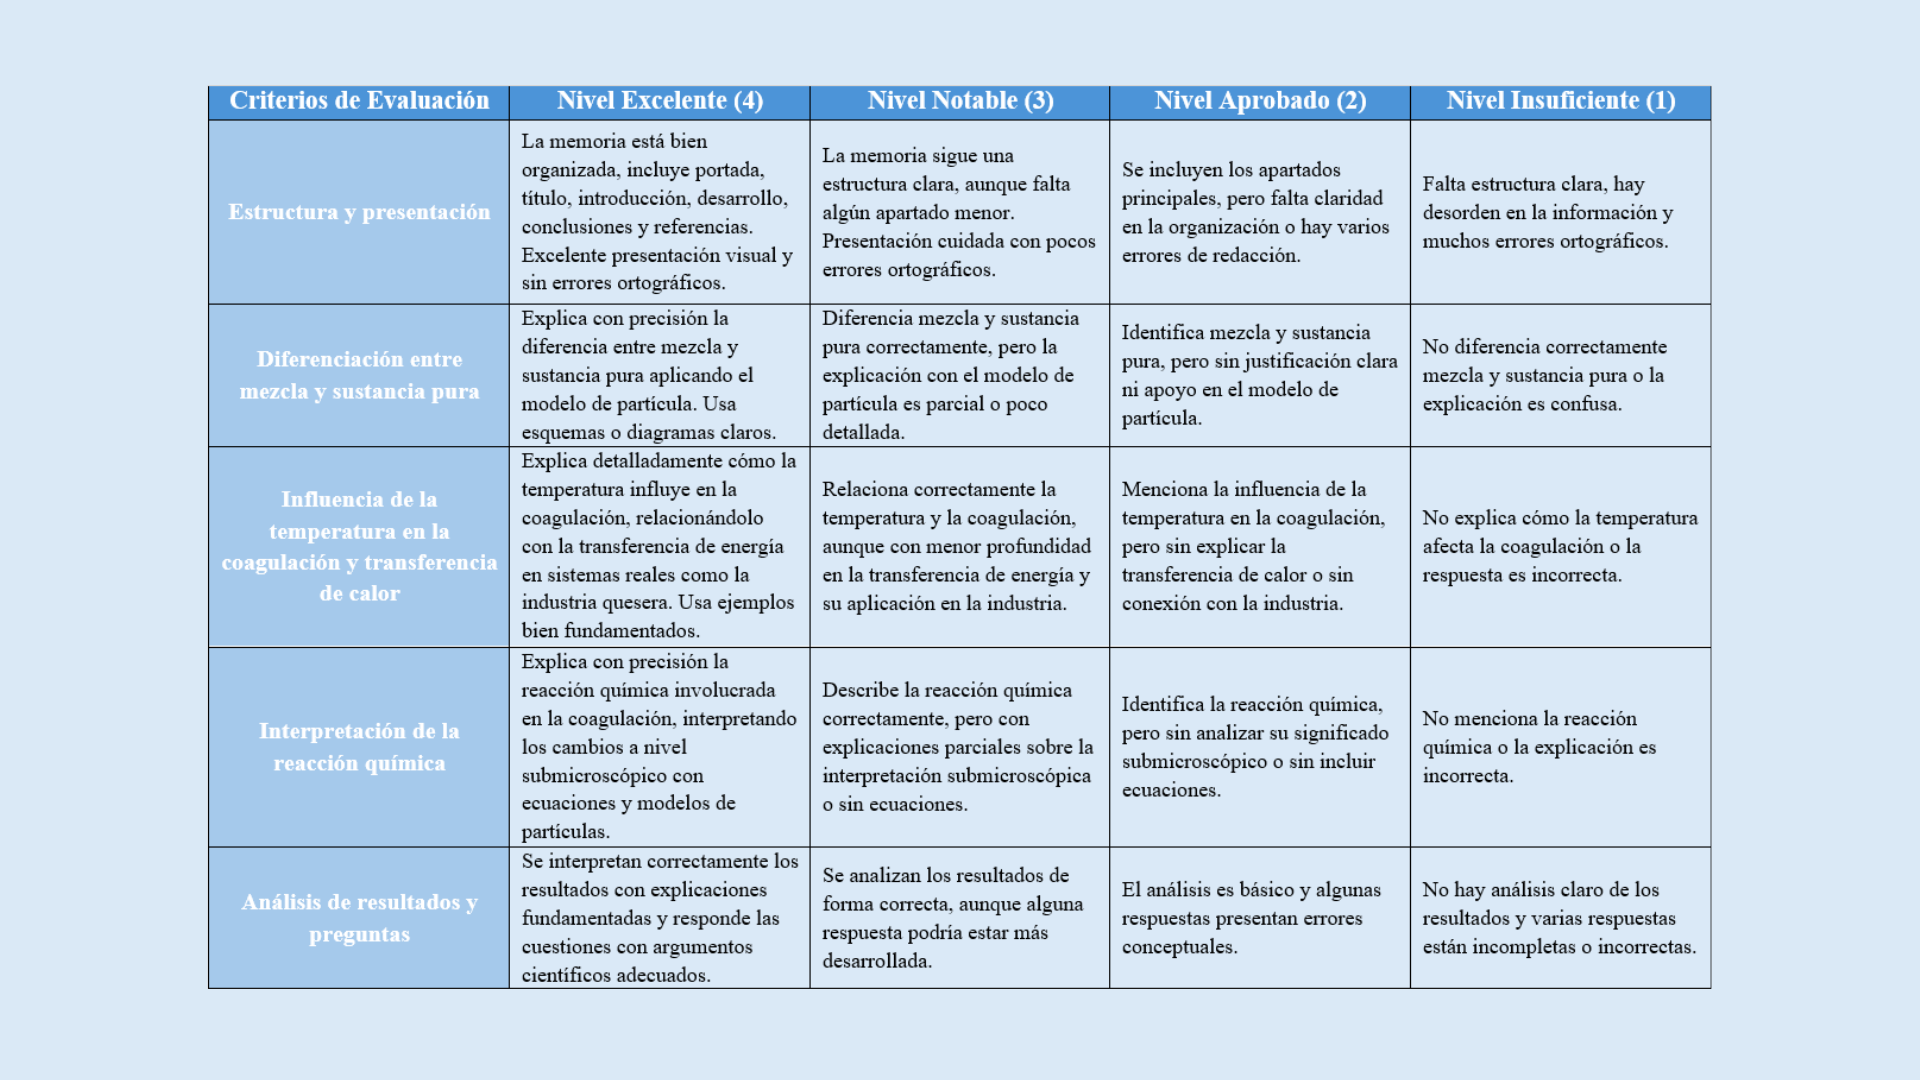 Criterios de Evaluación
Nivel Excelente (4)
Nivel Notable (3)
Nivel Aprobado (2)
Nivel Insuficiente (1)
Estructura y presentación
La memoria está bien
organizada, incluye portada,
título, introducción, desarrollo,
conclusiones y referencias.
Excelente presentación visual y
sin errores ortográficos.
La memoria sigue una
estructura clara, aunque falta
algún apartado menor.
Presentación cuidada con pocos
errores ortográficos.
Se incluyen los apartados
principales, pero falta claridad
en la organización o hay varios
errores de redacción.
Falta estructura clara, hay
desorden en la información y
muchos errores ortográficos.
Diferenciación entre
mezcla y sustancia pura
Explica con precisión la
diferencia entre mezcla y
sustancia pura aplicando el
modelo de partícula. Usa
esquemas o diagramas claros.
Diferencia mezcla y sustancia
pura correctamente, pero la
explicación con el modelo de
partícula es parcial o poco
detallada.
Identifica mezcla y sustancia
pura, pero sin justificación clara
ni apoyo en el modelo de
partícula.
No diferencia correctamente
mezcla y sustancia pura o la
explicación es confusa.
Influencia de la
temperatura en la
coagulación y transferencia
de calor
Explica detalladamente cómo la
temperatura influye en la
coagulación, relacionándolo
con la transferencia de energía
en sistemas reales como la
industria quesera. Usa ejemplos
bien fundamentados.
Relaciona correctamente la
temperatura y la coagulación,
aunque con menor profundidad
en la transferencia de energía y
su aplicación en la industria.
Menciona la influencia de la
temperatura en la coagulación,
pero sin explicar la
transferencia de calor o sin
conexión con la industria.
No explica cómo la temperatura
afecta la coagulación o la
respuesta es incorrecta.
Interpretación de la
reacción química
Explica con precisión la
reacción química involucrada
en la coagulación, interpretando
los cambios a nivel
submicroscópico con
ecuaciones y modelos de
partículas.
Describe la reacción química
correctamente, pero con
explicaciones parciales sobre la
interpretación submicroscópica
o sin ecuaciones.
Identifica la reacción química,
pero sin analizar su significado
submicroscópico o sin incluir
ecuaciones.
No menciona la reacción
química o la explicación es
incorrecta.
Análisis de resultados y
preguntas
Se interpretan correctamente los
resultados con explicaciones
fundamentadas y responde las
cuestiones con argumentos
científicos adecuados.
Se analizan los resultados de
forma correcta, aunque alguna
respuesta podría estar más
desarrollada.
El análisis es básico y algunas
respuestas presentan errores
conceptuales.
No hay análisis claro de los
resultados y varias respuestas
están incompletas o incorrectas.